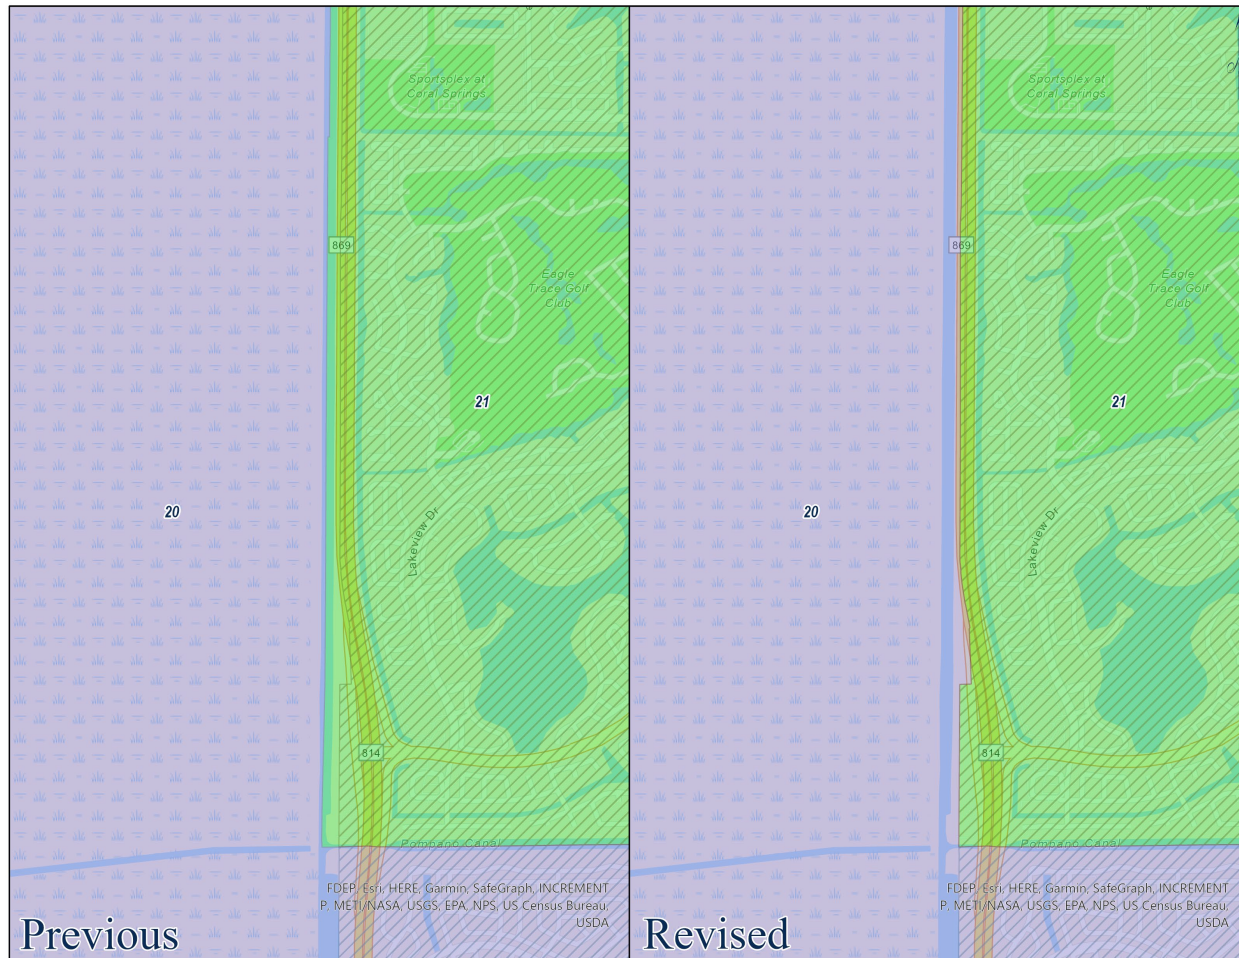 Sportsplex at
Coral Springs
869
Eagle
Trace Golf
Club
21
20
Lakeview Dr
814
Pompano Canal
FDEP, Esri, HERE, Garmin, SafeGraph, INCREMENT
P, METI/NASA, USGS, EPA, NPS, US Census Bureau,
USDA
Previous
Sportsplex at
Coral Springs
869
Eagle
Trace Golf
Club
21
20
Lakeview Dr
814
Pompano Canal
FDEP, Esri, HERE, Garmin, SafeGraph, INCREMENT
P, METI/NASA, USGS, EPA, NPS, US Census Bureau,
USDA
Revised